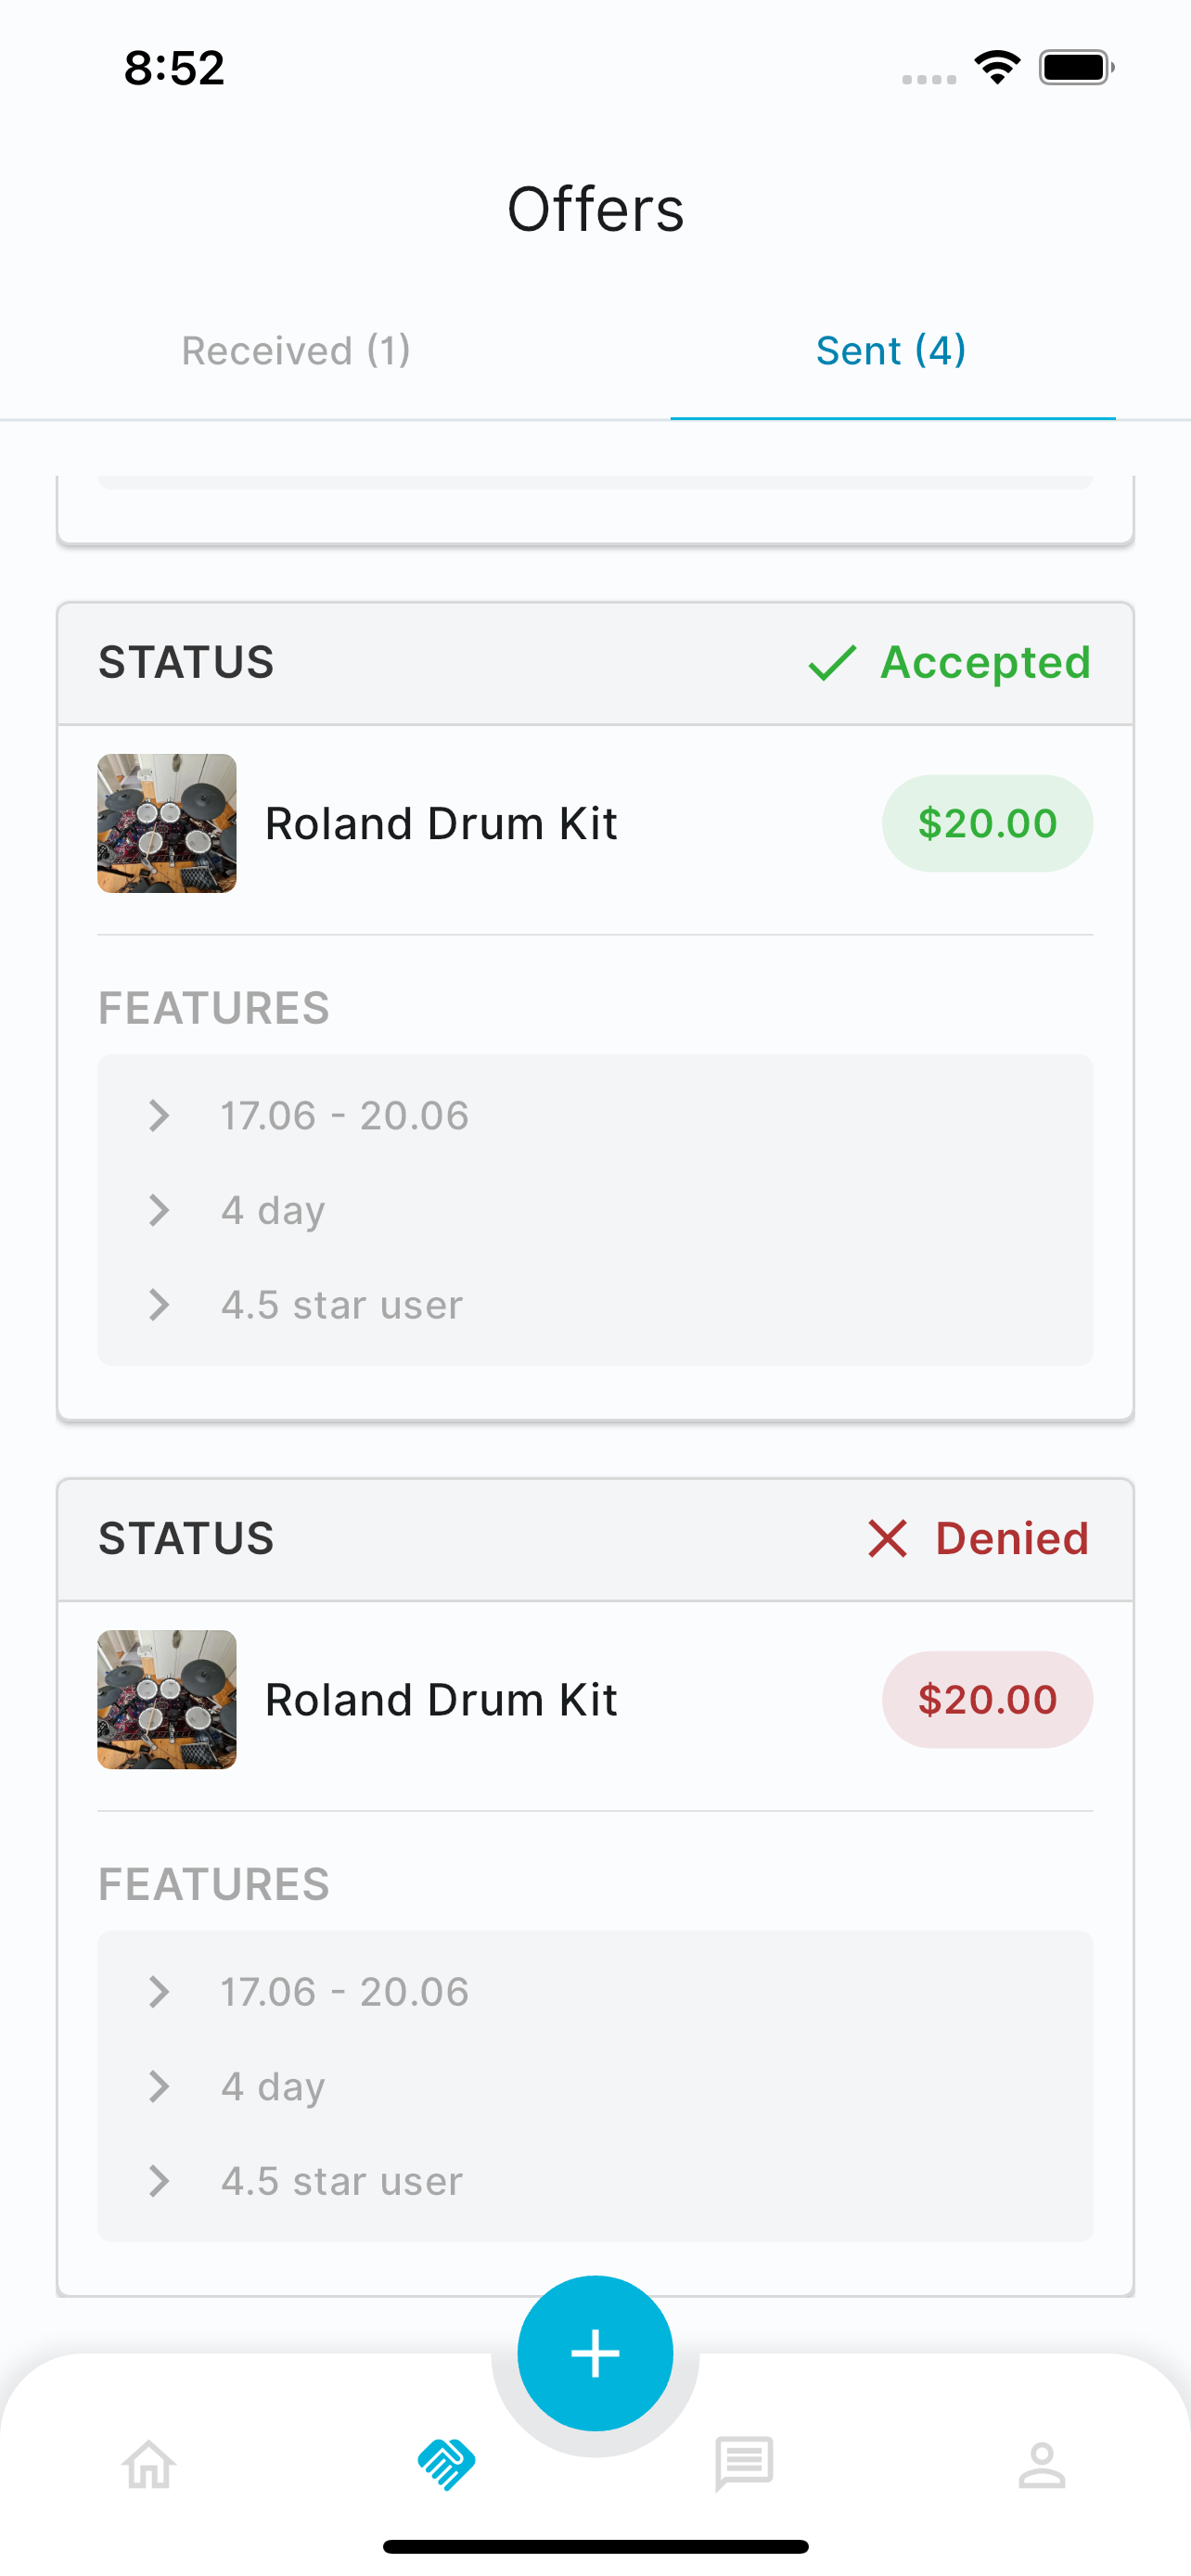 8:52
Offers
Received (1)
Sent (4)
STATUS
Accepted
Roland Drum Kit
$20.00
FEATURES
17.06 - 20.06
4 day
4.5 star user
STATUS
Denied
Roland Drum Kit
$20.00
FEATURES
17.06 - 20.06
4 day
4.5 star user